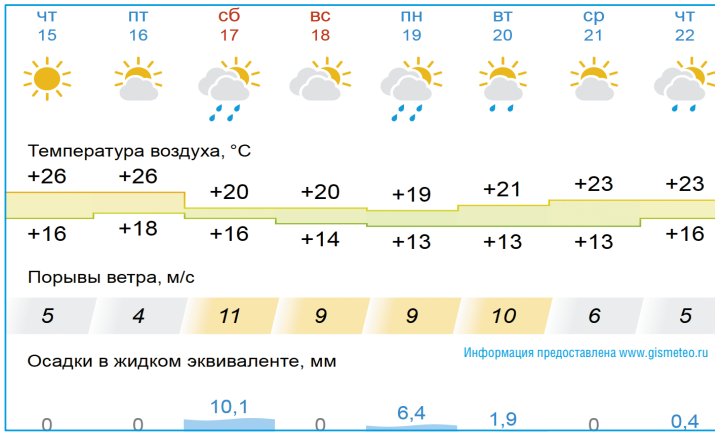 чт пт сб вс пн вт ср чт
15 16 17 18 19 20 21 22
Температура воздуха, °C
+26 +26 +20 +20 +19 +21 +23 +23
+16 +18 +16 +14 +13 +13 +13 +16
Порывы ветра, м/с
5 4 11 9 9 10 6 5
Осадки в жидком эквиваленте, мм
Информация предоставлена www.gismeteo.ru
0 0 10,1 0 6,4 1,9 0 0,4